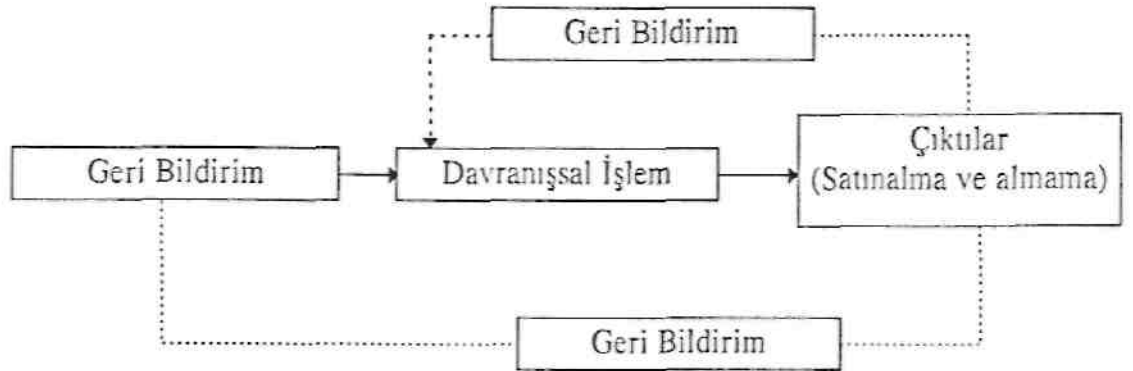 Geri Bildirim
Geri Bildirim
Davranışsal İşlem
Çıktılar
(Satınalma ve almama)
Geri Bildirim